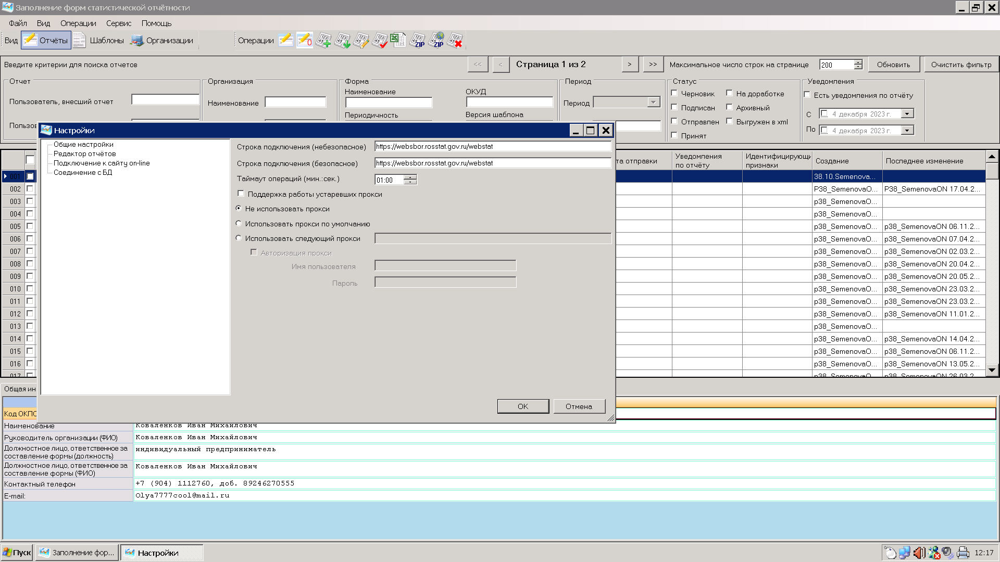 Заполнение форм статистической отчётности
Файл Вид Операции Сервис Помощь
Вид Отчёты Шаблоны Организации Операции
Введите критерии для поиска отчетов << < Страница 1 из 2 > >> Максимальное число строк на странице 200 Обновить Очистить фильтр
Отчет Организация Форма Период Статус Уведомления
Наименование ОКУД
Пользователь, внесший отчет Наименование Период
Периодичность Версия шаблона
Черновик На доработке Есть уведомления по отчёту
Подписан Архивный С 4 декабря 2023 г.
Отправлен Выгружен в xml
По 4 декабря 2023 г.
Принят
Настройки
Общие настройки
Редактор отчётов
Подключение к сайту on-line
Соединение с БД
Строка подключения (небезопасное) https://websbor.rosstat.gov.ru/webstat
Строка подключения (безопасное) https://websbor.rosstat.gov.ru/webstat
Таймаут операций (мин.:сек.) 01:00
Поддержка работы устаревших прокси
Не использовать прокси
Использовать прокси по умолчанию
Использовать следующий прокси
Авторизация прокси
Имя пользователя
Пароль
OK Отмена
та отправки Уведомления по отчёту Идентифицирующи признаки Создание Последнее изменение
001 38.10.Semenova...
002 P38_SemenovaO... P38_SemenovaON 17.04.2...
003 p38_SemenovaO...
004 p38_SemenovaO...
005 p38_SemenovaO... p38_SemenovaON 06.11.2...
006 p38_SemenovaO... p38_SemenovaON 07.04.2...
007 p38_SemenovaO... p38_SemenovaON 02.03.2...
008 p38_SemenovaO... p38_SemenovaON 20.04.2...
009 p38_SemenovaO... p38_SemenovaON 20.05.2...
010 p38_SemenovaO... p38_SemenovaON 23.03.2...
011 p38_SemenovaO... p38_SemenovaON 23.03.2...
012 p38_SemenovaO... p38_SemenovaON 11.01.2...
013 p38_SemenovaO...
014 p38_SemenovaO... p38_SemenovaON 14.04.2...
015 p38_SemenovaO... p38_SemenovaON 06.11.2...
016 p38_SemenovaO... p38_SemenovaON 13.05.2...
017 p38_SemenovaO... p38_SemenovaON 26.03.2...
Общая ин
Код ОКПО
Наименование Коваленков Иван Михайлович
Руководитель организации (ФИО) Коваленков Иван Михайлович
Должностное лицо, ответственное за
составление формы (должность) индивидуальный предприниматель
Должностное лицо, ответственное за
составление формы (ФИО) Коваленков Иван Михайлович
Контактный телефон +7 (904) 1112760, доб. 89246270555
E-mail: Olya7777cool@mail.ru
Пуск Заполнение фор... Настройки 12:17